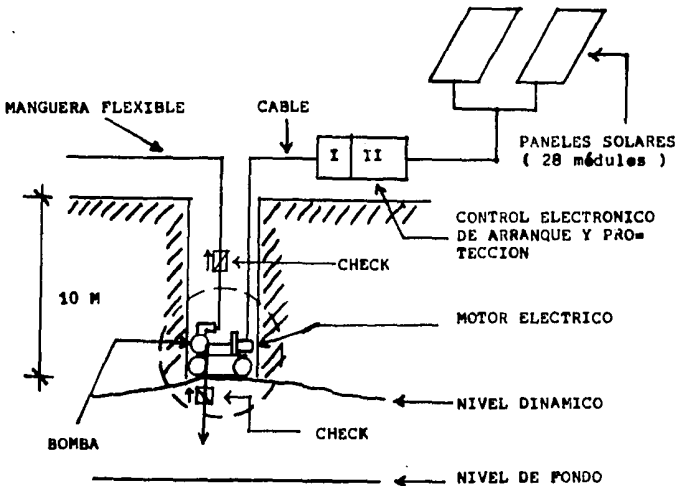 MANGUERA FLEXIBLE
CABLE
I II
PANELES SOLARES
( 28 módules )
CONTROL ELECTRONICO
DE ARRANQUE Y PRO=
TECCION
CHECK
10 M
MOTOR ELECTRICO
NIVEL DINAMICO
BOMBA
CHECK
NIVEL DE FONDO